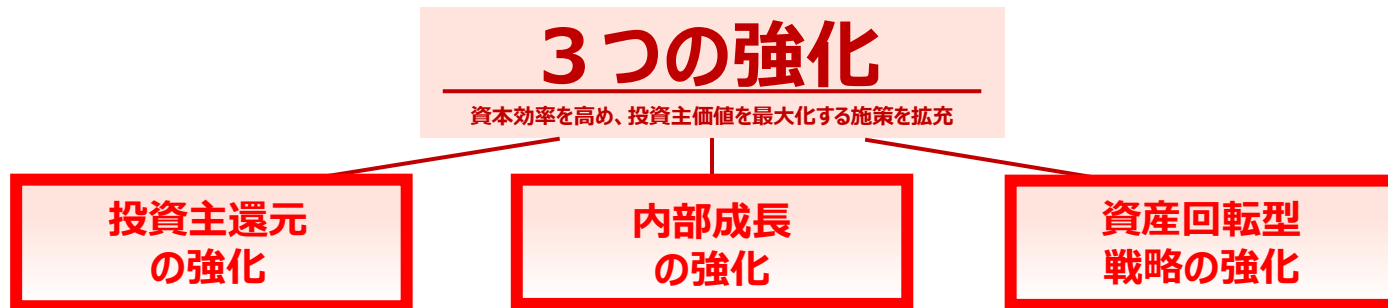 ３つの強化
資本効率を高め、投資主価値を最大化する施策を拡充
投資主還元
の強化
内部成長
の強化
資産回転型
戦略の強化